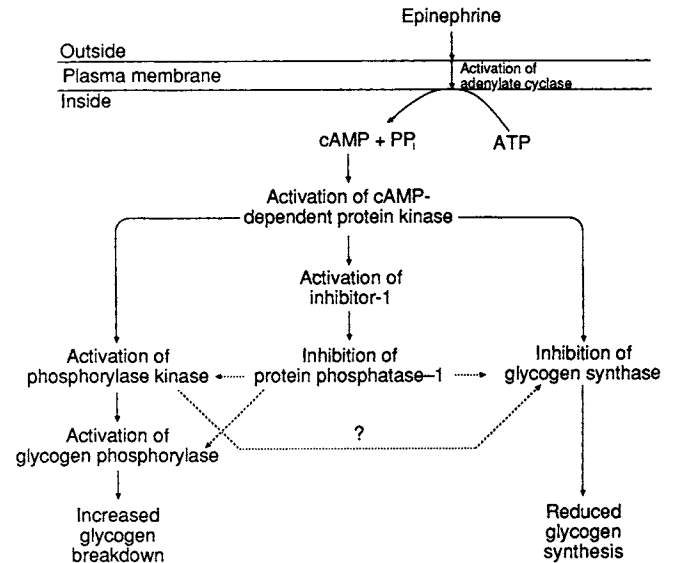 Epinephrine
Outside
Plasma membrane
Activation of
adenylate cyclase
Inside
cAMP + PPi
ATP
Activation of cAMP-
dependent protein kinase
Activation of
inhibitor-1
Activation of
phosphorylase kinase
Inhibition of
protein phosphatase-1
Inhibition of
glycogen synthase
?
Activation of
glycogen phosphorylase
Increased
glycogen
breakdown
Reduced
glycogen
synthesis